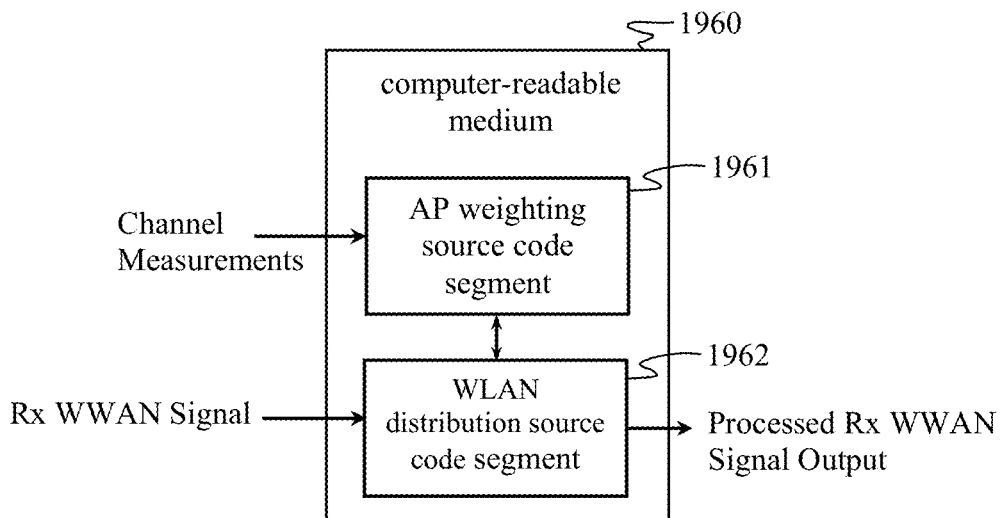 1960
computer-readable
medium
1961
AP weighting
source code
segment
Channel
Measurements
1962
WLAN
distribution source
code segment
Rx WWAN Signal
Processed Rx WWAN
Signal Output